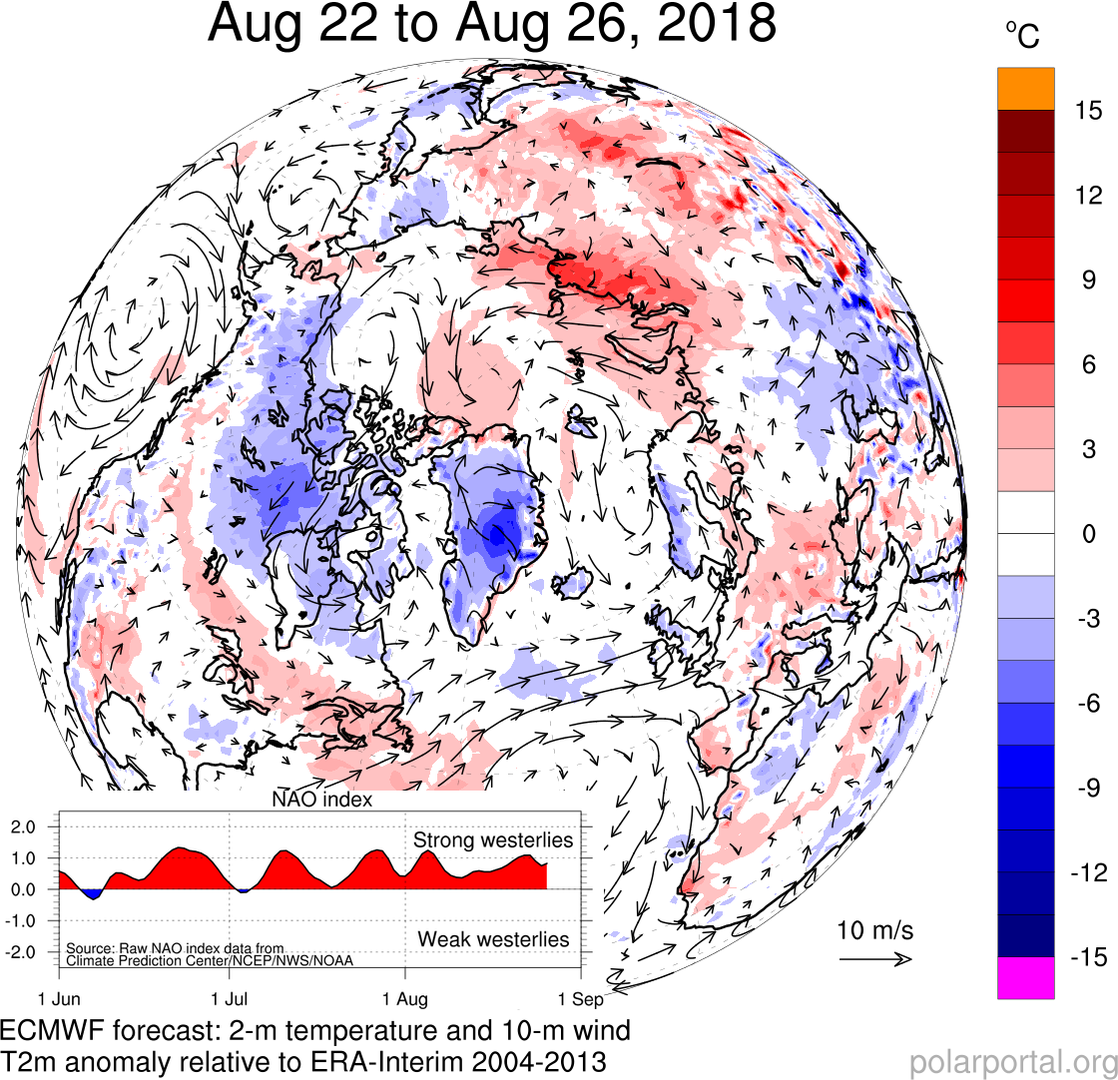 Aug 22 to Aug 26, 2018
°C
15
12
9
6
3
0
-3
-6
-9
-12
-15
NAO index
2.0
1.0
0.0
-1.0
-2.0
Strong westerlies
Weak westerlies
Source: Raw NAO index data from
Climate Prediction Center/NCEP/NWS/NOAA
1 Jun
1 Jul
1 Aug
1 Sep
10 m/s
ECMWF forecast: 2-m temperature and 10-m wind
T2m anomaly relative to ERA-Interim 2004-2013
polarportal.org